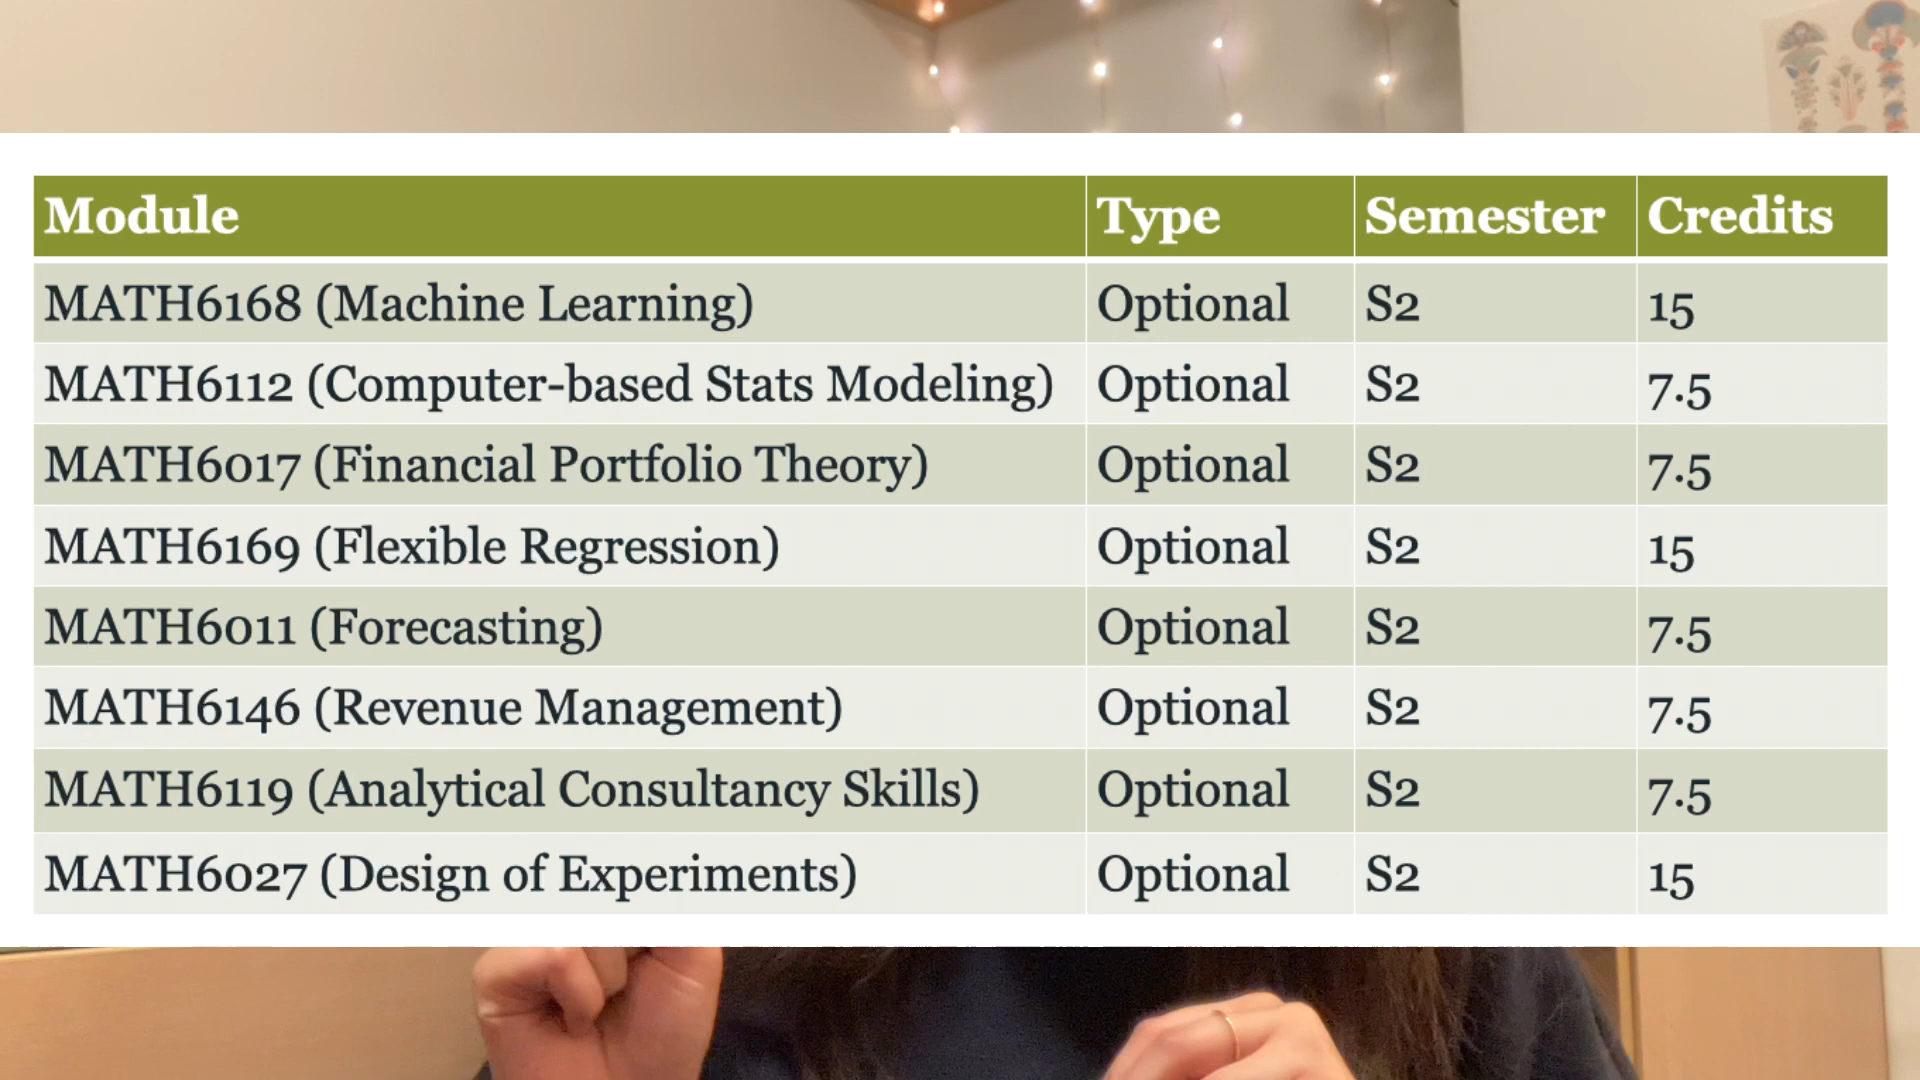 Module Type Semester Credits
MATH6168 (Machine Learning) Optional S2 15
MATH6112 (Computer-based Stats Modeling) Optional S2 7.5
MATH6017 (Financial Portfolio Theory) Optional S2 7.5
MATH6169 (Flexible Regression) Optional S2 15
MATH6011 (Forecasting) Optional S2 7.5
MATH6146 (Revenue Management) Optional S2 7.5
MATH6119 (Analytical Consultancy Skills) Optional S2 7.5
MATH6027 (Design of Experiments) Optional S2 15